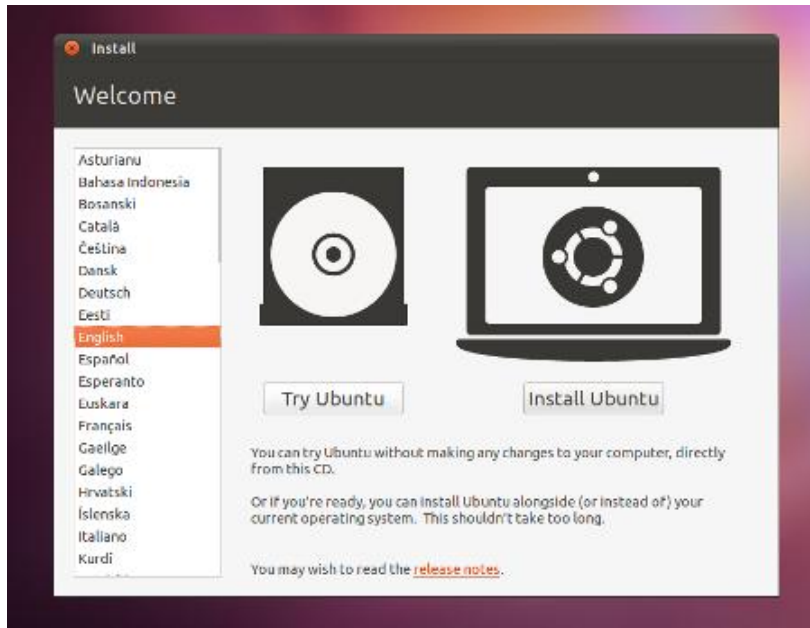 Install
Welcome
Asturianu
Bahasa Indonesia
Bosanski
Català
Čeština
Dansk
Deutsch
Eesti
English
Español
Esperanto
Euskara
Français
Gaeilge
Galego
Hrvatski
Íslenska
Italiano
Kurdî
Try Ubuntu
Install Ubuntu
You can try Ubuntu without making any changes to your computer, directly
from this CD.
Or if you're ready, you can install Ubuntu alongside (or instead of) your
current operating system. This shouldn't take too long.
You may wish to read the release notes.